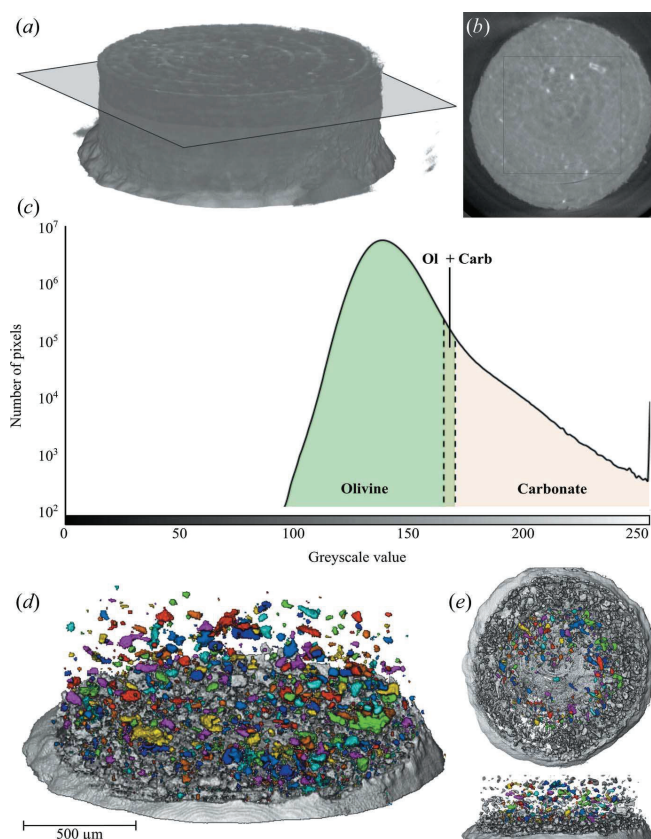 (a)
(b)
(c)
10^7
10^6
10^5
10^4
10^3
10^2
Number of pixels
Ol + Carb
Olivine
Carbonate
0 50 100 150 200 250
Greyscale value
(d)
(e)
500 µm